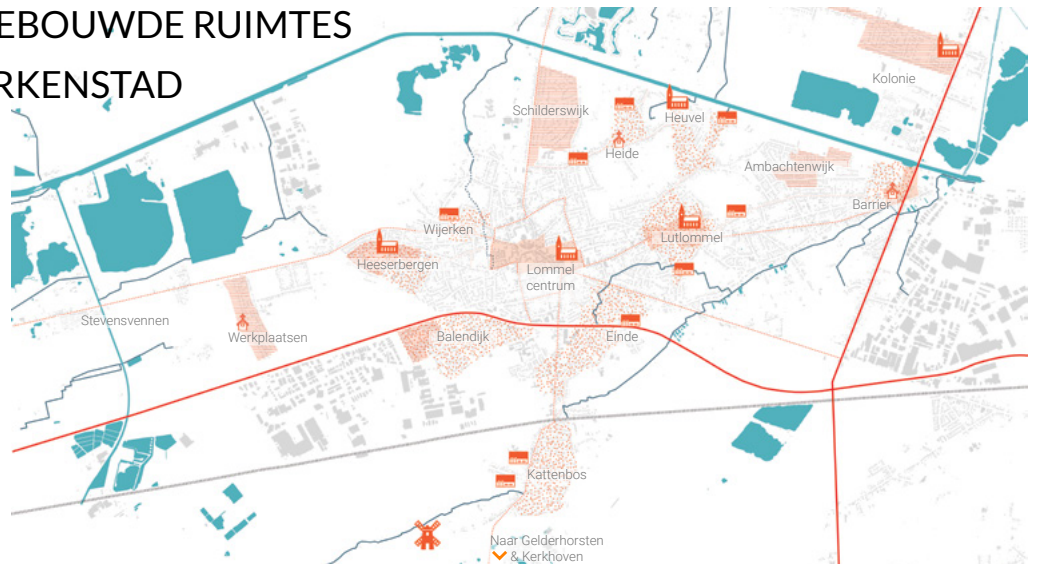 EBOUWDE RUIMTES
RKENSTAD
Kolonie
Schilderswijk
Heuvel
Heide
Ambachtenwijk
Barrier
Wijerken
Lutlommel
Heeserbergen
Lommel
centrum
Stevensvennen
Werkplaatsen
Balendijk
Einde
Kattenbos
Naar Gelderhorsten
& Kerkhoven